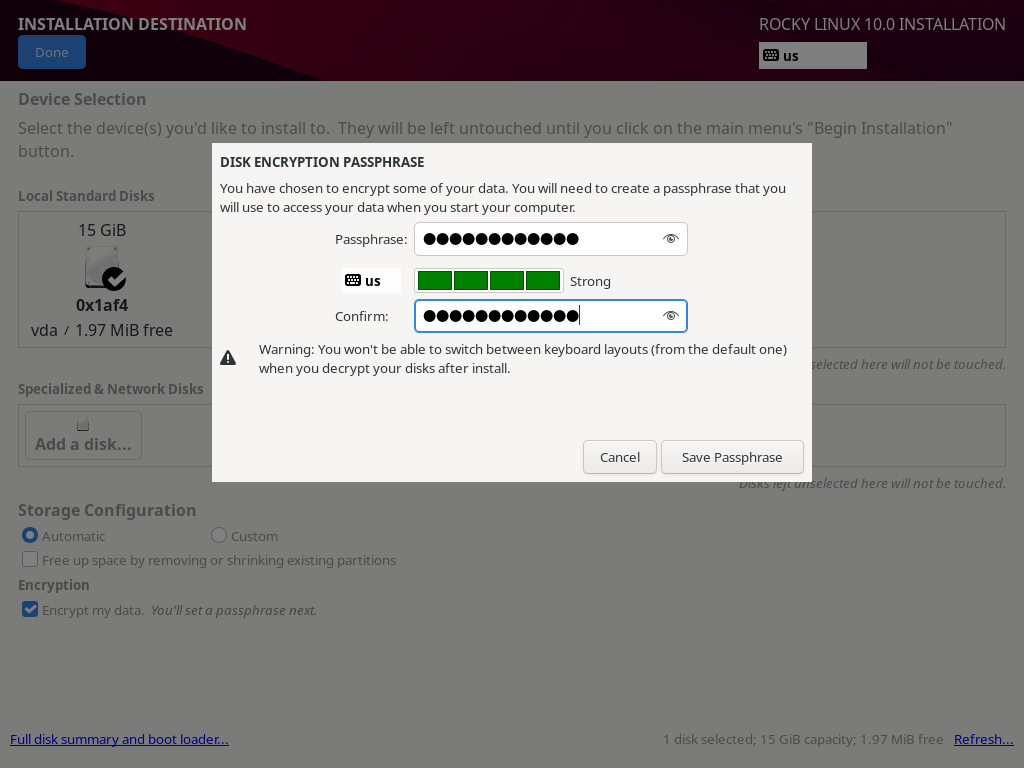 INSTALLATION DESTINATION
ROCKY LINUX 10.0 INSTALLATION
Done
us
Device Selection
Select the device(s) you'd like to install to.  They will be left untouched until you click on the main menu's "Begin Installation"
button.
DISK ENCRYPTION PASSPHRASE
You have chosen to encrypt some of your data. You will need to create a passphrase that you
will use to access your data when you start your computer.
Passphrase: ●●●●●●●●●●●●
us
Strong
Confirm: ●●●●●●●●●●●●
Warning: You won't be able to switch between keyboard layouts (from the default one)
when you decrypt your disks after install.
Cancel
Save Passphrase
Local Standard Disks
15 GiB
0x1af4
vda / 1.97 MiB free
selected here will not be touched.
Specialized & Network Disks
Add a disk...
Disks left unselected here will not be touched.
Storage Configuration
Automatic
Custom
Free up space by removing or shrinking existing partitions
Encryption
Encrypt my data. You'll set a passphrase next.
Full disk summary and boot loader...
1 disk selected; 15 GiB capacity; 1.97 MiB free
Refresh...